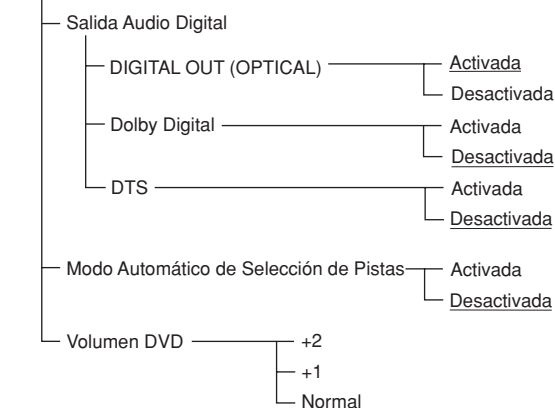 Salida Audio Digital
DIGITAL OUT (OPTICAL) Activada
Desactivada
Dolby Digital Activada
Desactivada
DTS Activada
Desactivada
Modo Automático de Selección de Pistas Activada
Desactivada
Volumen DVD +2
+1
Normal